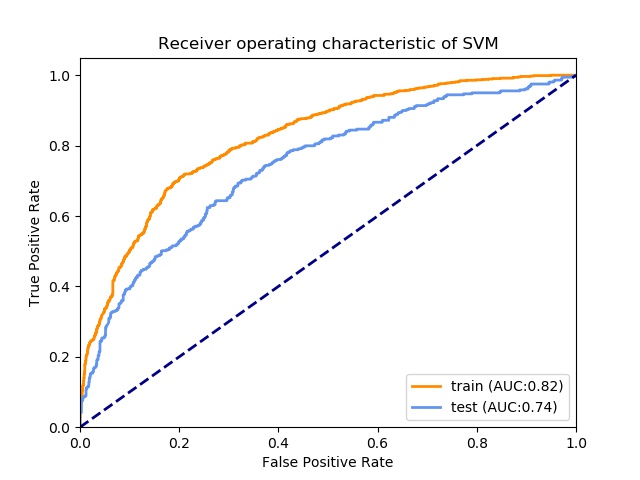 Receiver operating characteristic of SVM
True Positive Rate
1.0
0.8
0.6
0.4
0.2
0.0
train (AUC:0.82)
test (AUC:0.74)
0.0 0.2 0.4 0.6 0.8 1.0
False Positive Rate